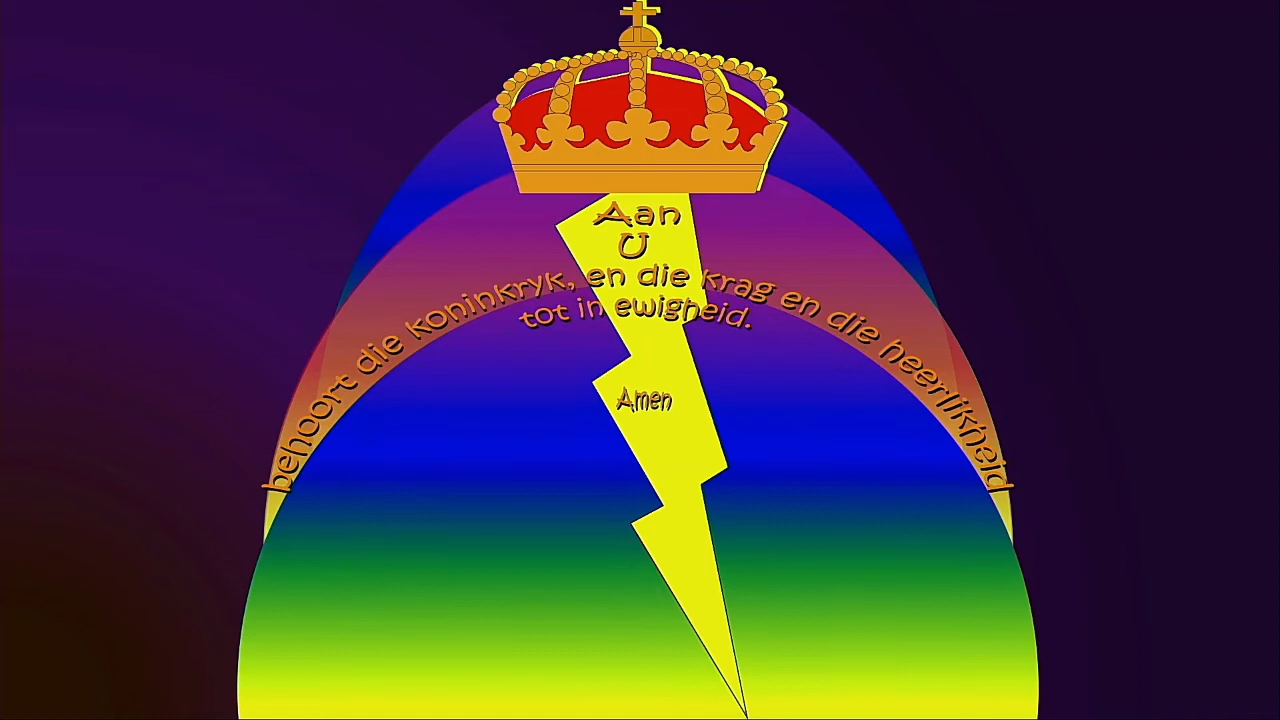 Aan
U
behoort die koninkryk, en die krag en die heerlikheid
tot in ewigheid.
Amen